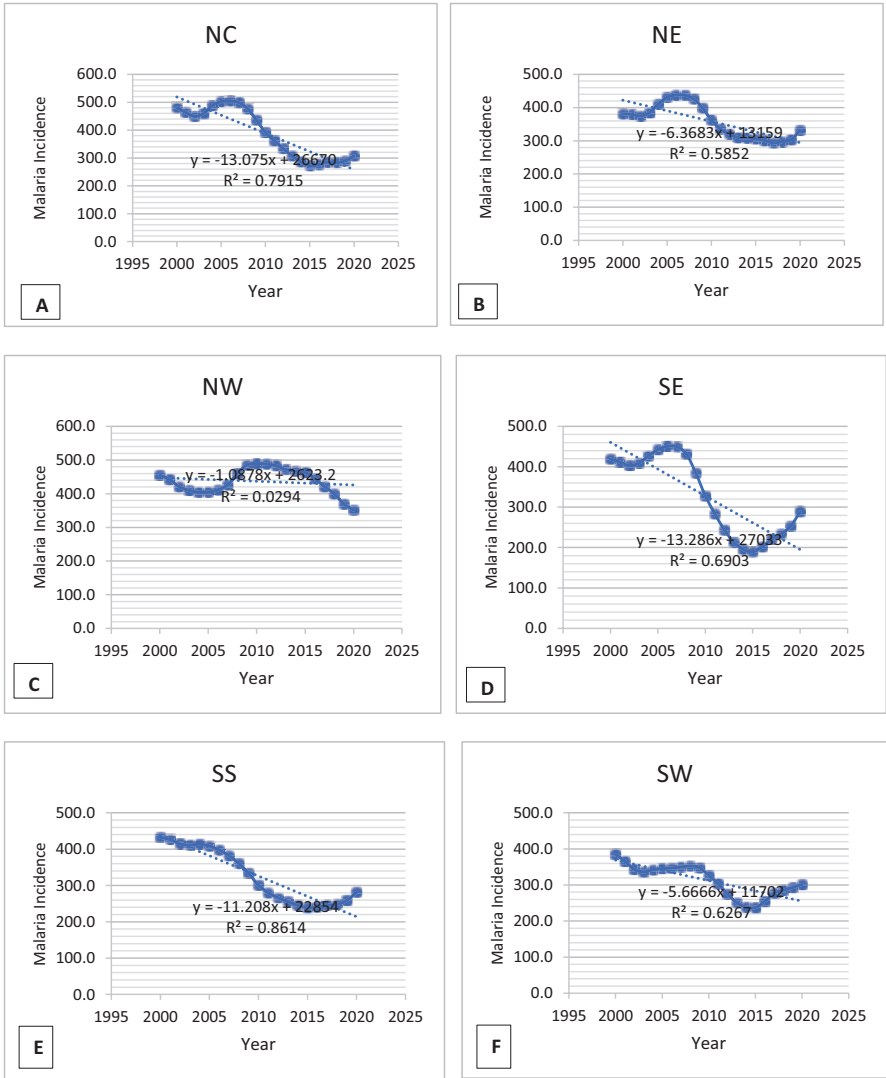 NC
600.0
500.0
400.0
300.0
200.0
100.0
0.0
Malaria Incidence
y = -13.075x + 26670
R² = 0.7915
1995 2000 2005 2010 2015 2020 2025
Year
A
NE
500.0
400.0
300.0
200.0
100.0
0.0
Malaria Incidence
y = -6.3683x + 13159
R² = 0.5852
1995 2000 2005 2010 2015 2020 2025
Year
B
NW
600.0
500.0
400.0
300.0
200.0
100.0
0.0
Malaria Incidence
y = -1.0878x + 2623.2
R² = 0.0294
1995 2000 2005 2010 2015 2020 2025
Year
C
SE
500.0
400.0
300.0
200.0
100.0
0.0
Malaria Incidence
y = -13.286x + 27033
R² = 0.6903
1995 2000 2005 2010 2015 2020 2025
Year
D
SS
500.0
400.0
300.0
200.0
100.0
0.0
Malaria Incidence
y = -11.208x + 22854
R² = 0.8614
1995 2000 2005 2010 2015 2020 2025
Year
E
SW
500.0
400.0
300.0
200.0
100.0
0.0
Malaria Incidence
y = -5.6666x + 11702
R² = 0.6267
1995 2000 2005 2010 2015 2020 2025
Year
F